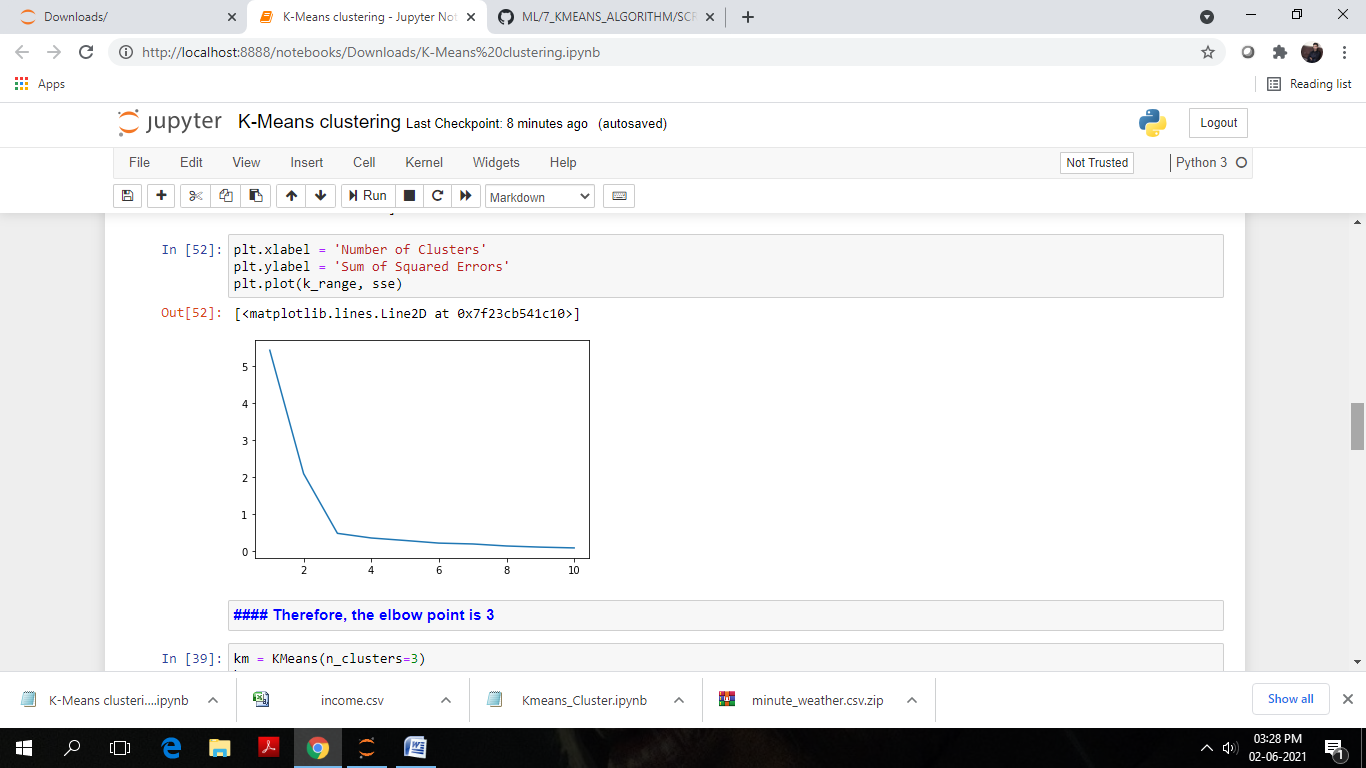 Downloads/
K-Means clustering - Jupyter Not
ML/7_KMEANS_ALGORITHM/SCR
http://localhost:8888/notebooks/Downloads/K-Means%20clustering.ipynb
Apps
Reading list
jupyter K-Means clustering Last Checkpoint: 8 minutes ago (autosaved)
Logout
File Edit View Insert Cell Kernel Widgets Help
Not Trusted
Python 3
Run
Markdown
In [52]: plt.xlabel = 'Number of Clusters'
plt.ylabel = 'Sum of Squared Errors'
plt.plot(k_range, sse)
Out[52]: [<matplotlib.lines.Line2D at 0x7f23cb541c10>]
5
4
3
2
1
0
2 4 6 8 10
#### Therefore, the elbow point is 3
In [39]: km = KMeans(n_clusters=3)
K-Means clusteri....ipynb
income.csv
Kmeans_Cluster.ipynb
minute_weather.csv.zip
Show all
03:28 PM
02-06-2021
1